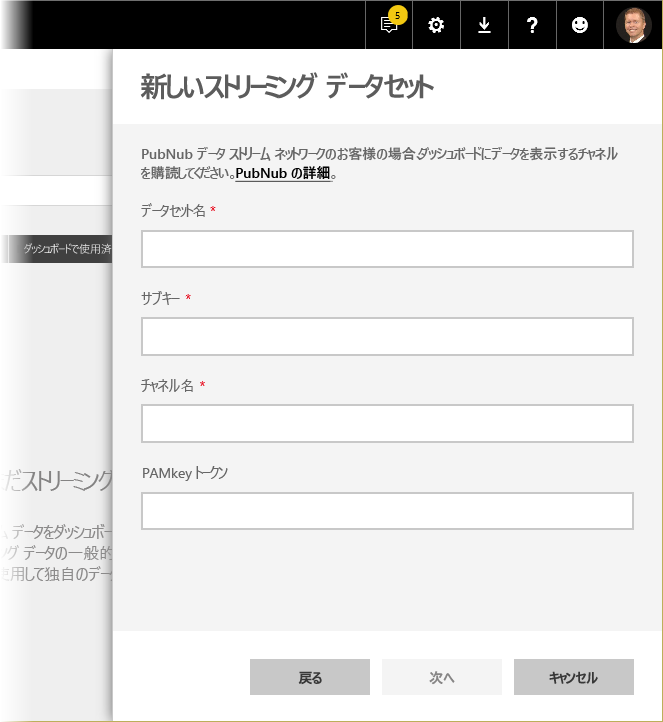 5
?
新しいストリーミング データセット
PubNub データ ストリーム ネットワークのお客様の場合ダッシュボードにデータを表示するチャネル
を購読してください。PubNub の詳細。
データセット名 *
ダッシュボードで使用済
サブキー *
チャネル名 *
PAMkey トークン
だストリーミング
データをダッシュボー
ング データの一般的
使用して独自のデー
戻る
次へ
キャンセル